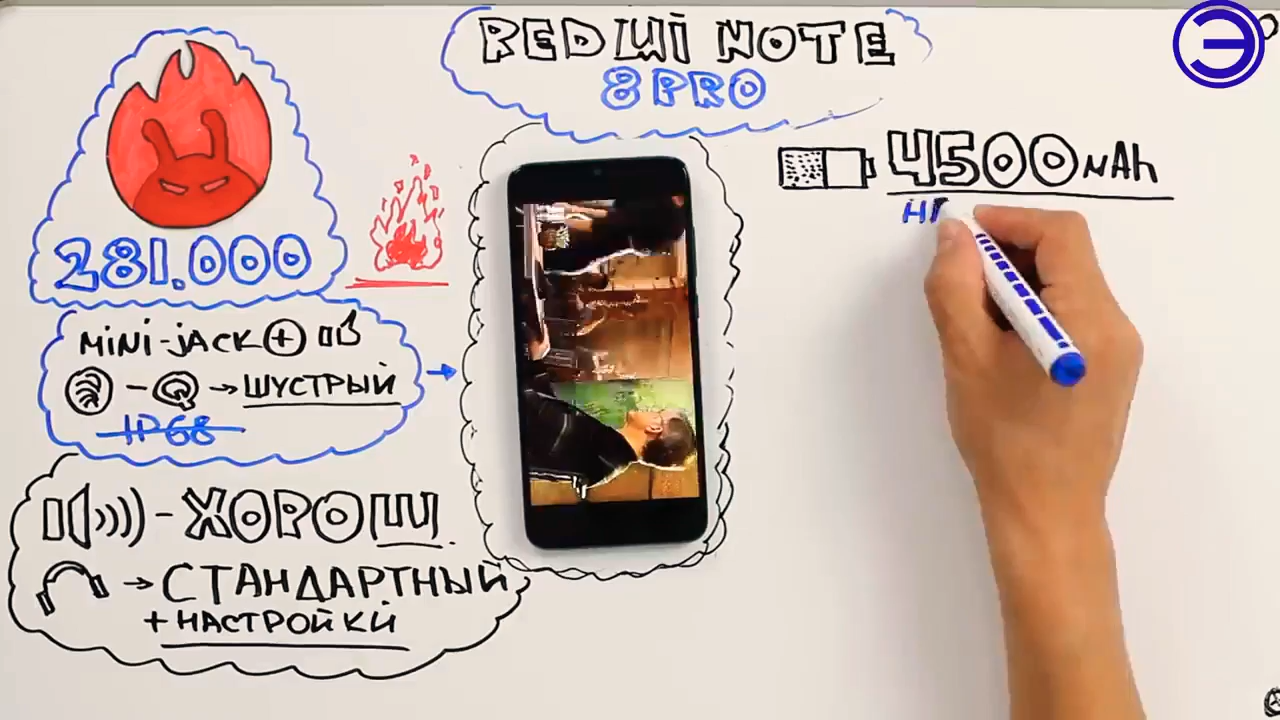 REDMI NOTE
8 PRO
281.000
MINI-JACK +
Q → ШУСТРЫЙ
IP68
- ХОРОШ
→ СТАНДАРТНЫЙ
+ НАСТРОЙКИ
4500 mAh
Э